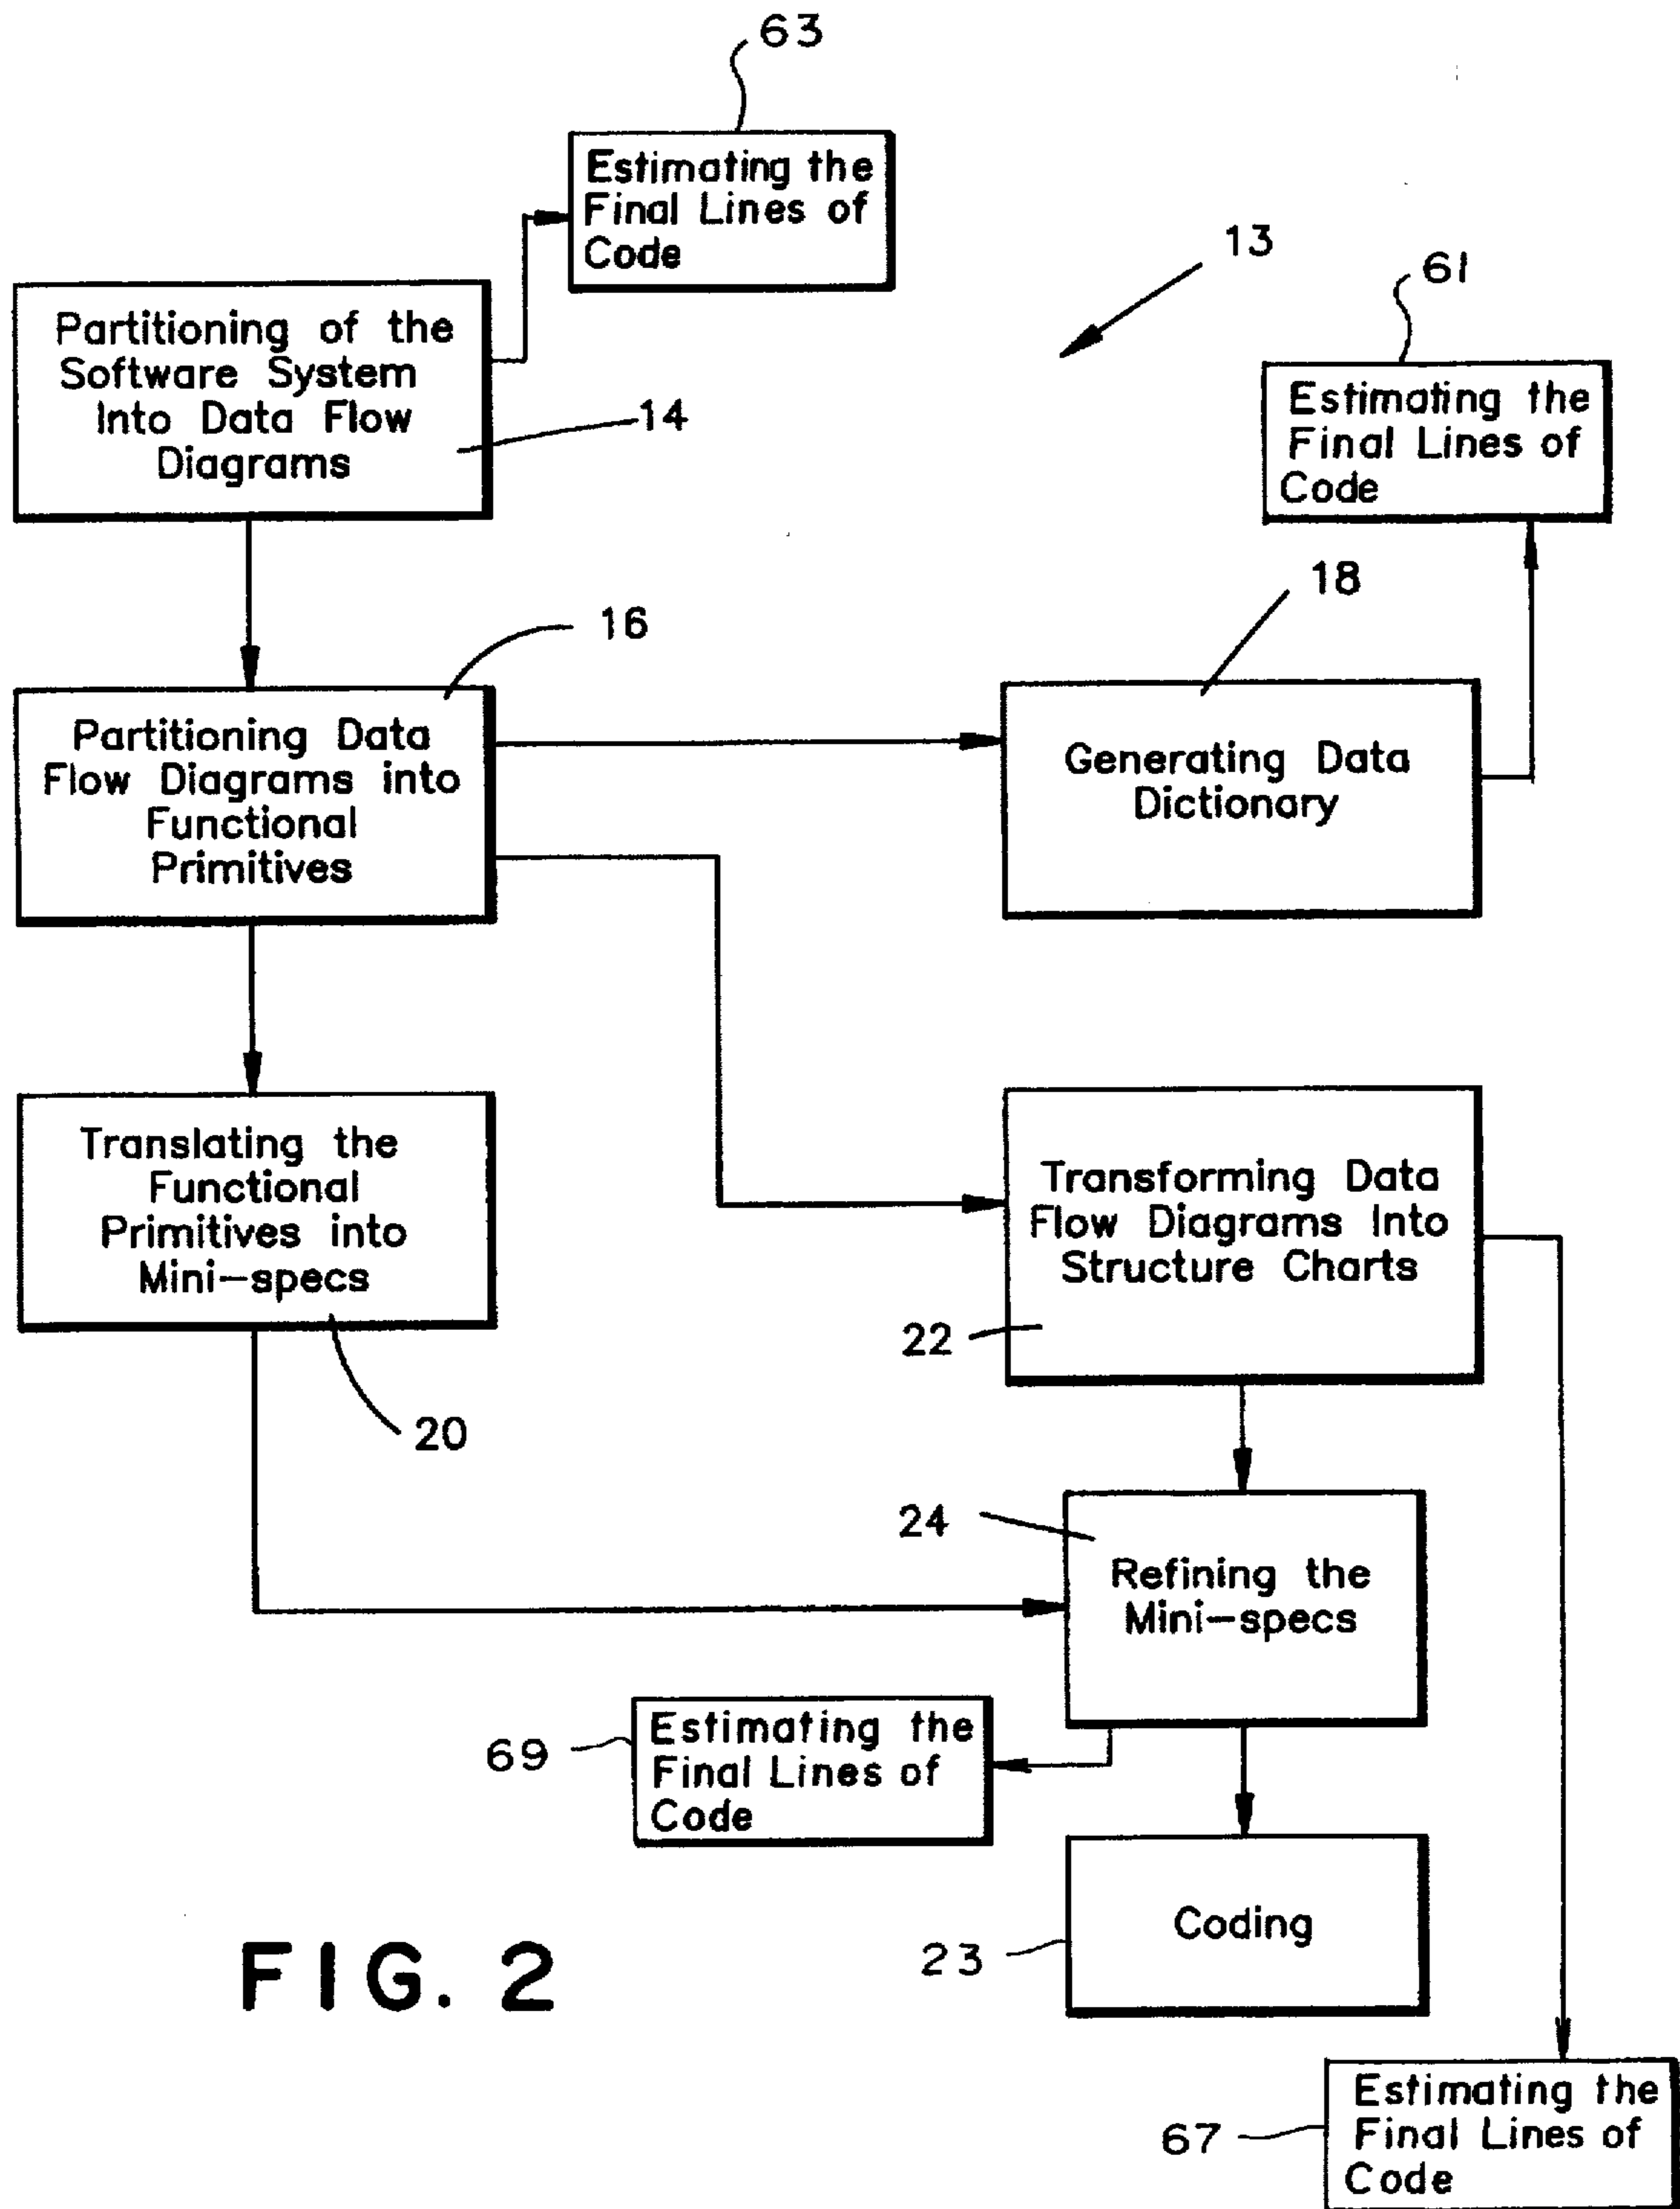 63
Estimating the
Final Lines of
Code
13
61
Partitioning of the
Software System
Into Data Flow
Diagrams
14
Estimating the
Final Lines of
Code
16
18
Partitioning Data
Flow Diagrams into
Functional
Primitives
Generating Data
Dictionary
Translating the
Functional
Primitives into
Mini-specs
20
Transforming Data
Flow Diagrams Into
Structure Charts
22
24
Refining the
Mini-specs
69
Estimating the
Final Lines of
Code
Coding
23
FIG. 2
67
Estimating the
Final Lines of
Code